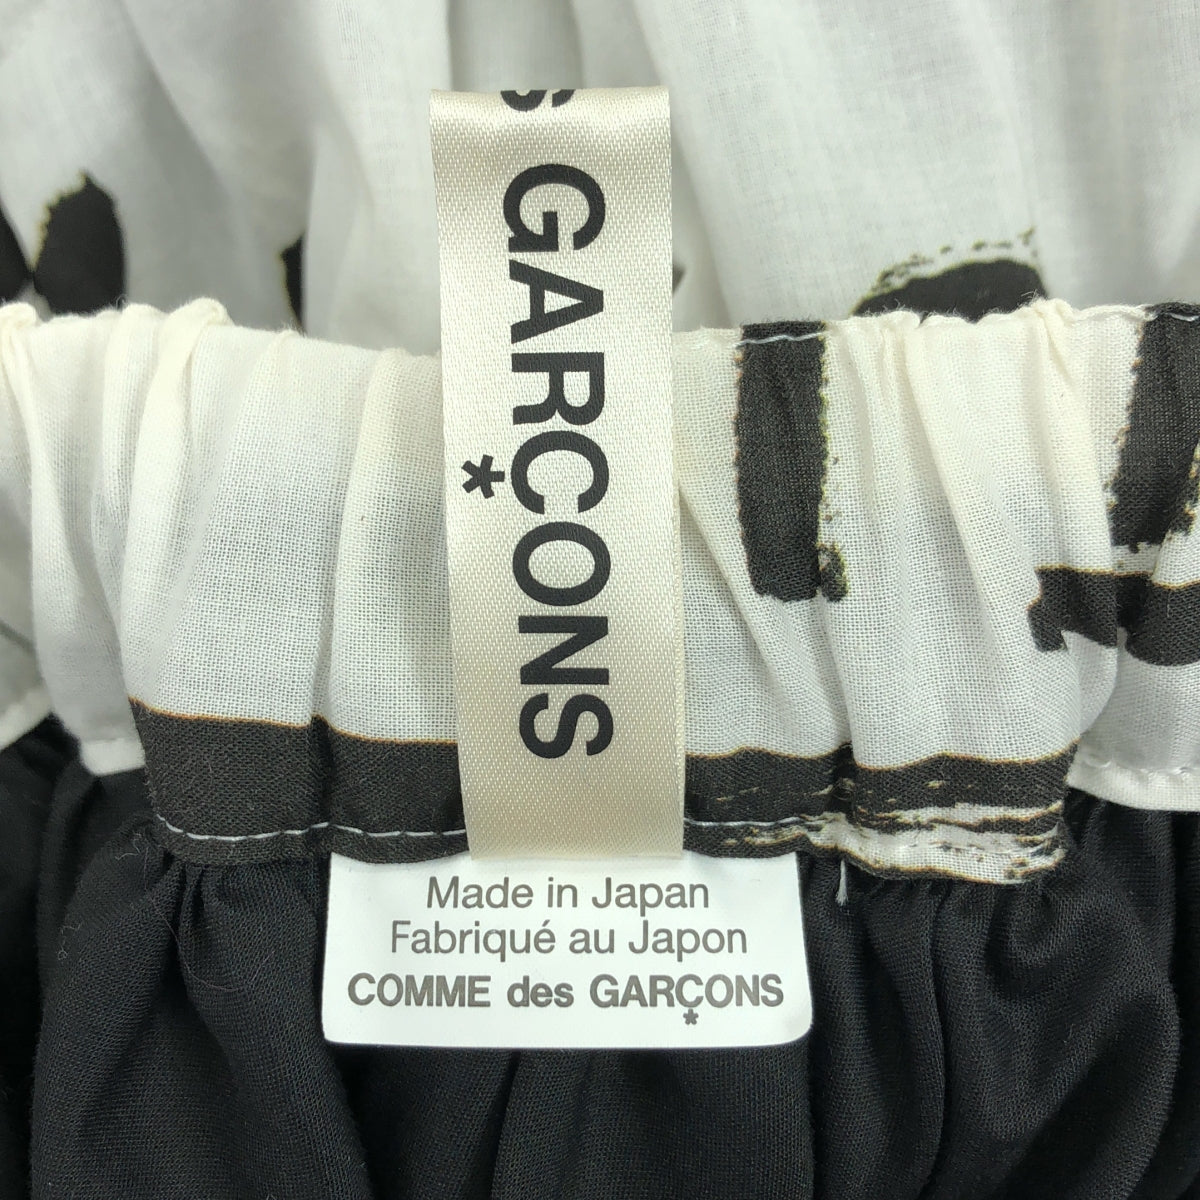 GARÇONS
*
Made in Japan
Fabriqué au Japon
COMME des GARÇONS
*